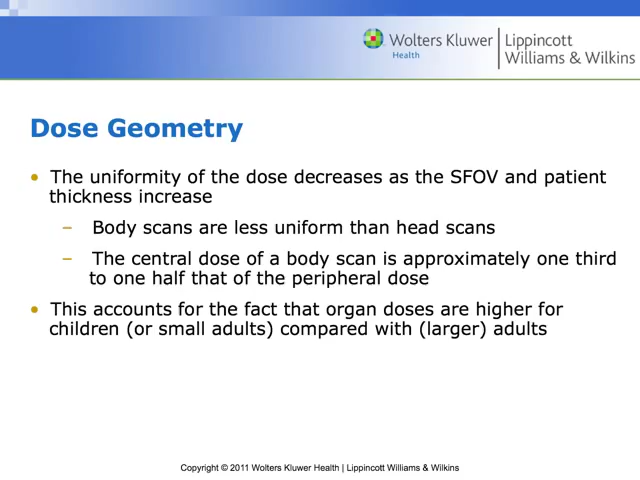 Wolters Kluwer
Health
Lippincott
Williams & Wilkins
Dose Geometry
• The uniformity of the dose decreases as the SFOV and patient
thickness increase
– Body scans are less uniform than head scans
– The central dose of a body scan is approximately one third
to one half that of the peripheral dose
• This accounts for the fact that organ doses are higher for
children (or small adults) compared with (larger) adults
Copyright © 2011 Wolters Kluwer Health | Lippincott Williams & Wilkins